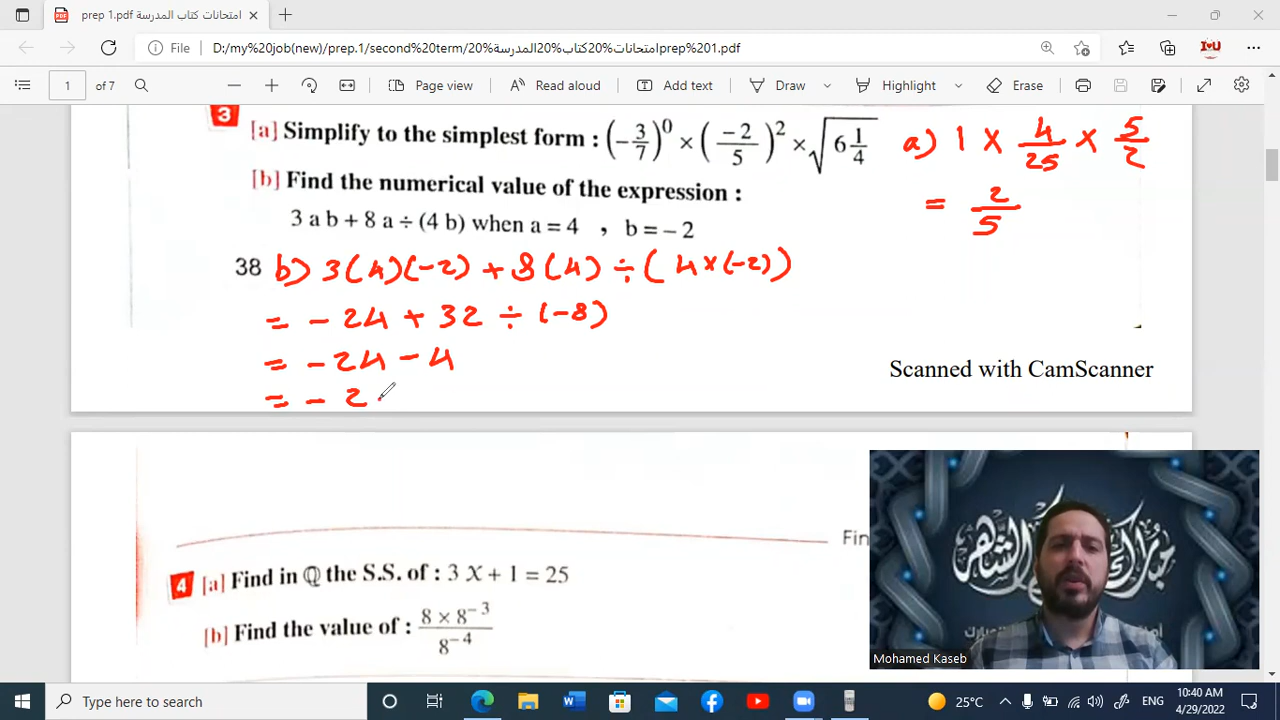 امتحانات كتاب المدرسة prep 1.pdf
File D:/my%20job(new)/prep.1/second%20term/امتحانات%20كتاب%20المدرسة%20prep%201.pdf
1 of 7 Page view Read aloud Add text Draw Highlight Erase
3
[a] Simplify to the simplest form : (-3/7)^0 × (-2/5)^2 × √(6 1/4) a) 1 × 4/25 × 5/2
= 2/5
[b] Find the numerical value of the expression :
3 a b + 8 a ÷ (4 b) when a = 4 , b = - 2
38 b) 3(4)(-2) + 8(4) ÷ (4×(-2))
= - 24 + 32 ÷ (-8)
= - 24 - 4
= - 2
Scanned with CamScanner
Fin
4 [a] Find in ℚ the S.S. of : 3 X + 1 = 25
[b] Find the value of : (8 × 8^-3)/(8^-4)
Mohamed Kaseb
Type here to search
25°C ENG 10:40 AM
4/29/2022